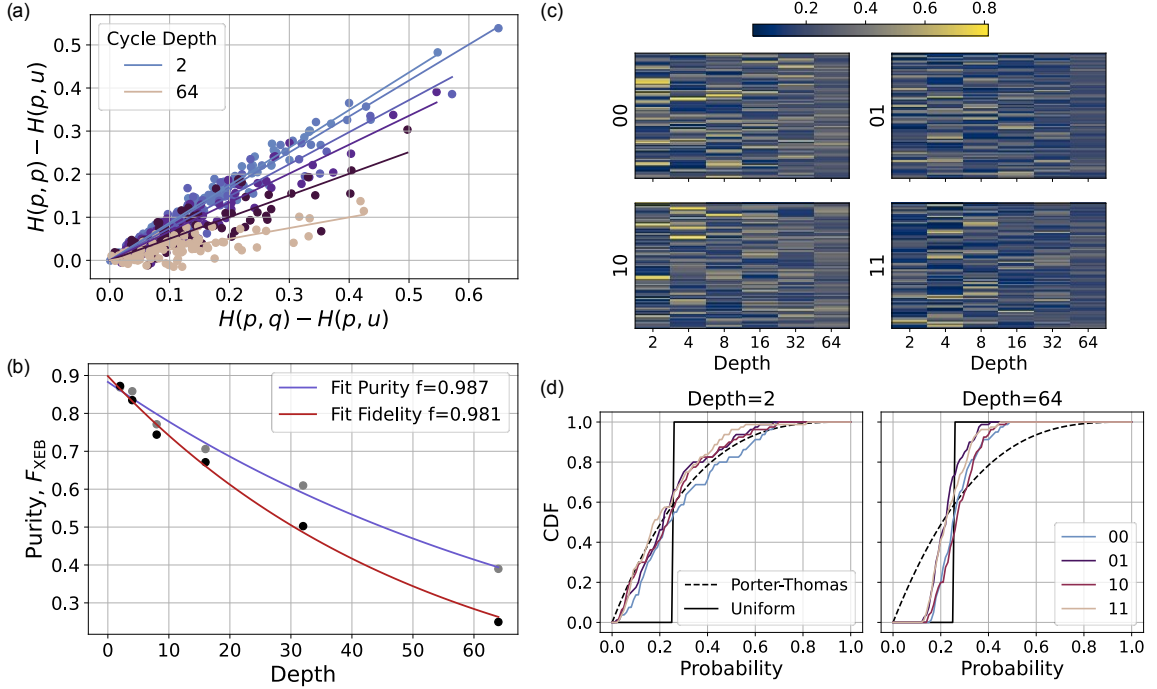 (a)
H(p, p) − H(p, u)
0.5
0.4
0.3
0.2
0.1
0.0
Cycle Depth
2
64
0.0 0.1 0.2 0.3 0.4 0.5 0.6
H(p, q) − H(p, u)
(b)
Purity, F_XEB
0.9
0.8
0.7
0.6
0.5
0.4
0.3
Fit Purity f=0.987
Fit Fidelity f=0.981
0 10 20 30 40 50 60
Depth
(c)
0.2 0.4 0.6 0.8
00
01
10
11
2 4 8 16 32 64
Depth
2 4 8 16 32 64
Depth
(d)
Depth=2
Depth=64
CDF
1.0
0.8
0.6
0.4
0.2
0.0
Porter-Thomas
Uniform
00
01
10
11
0.0 0.2 0.4 0.6 0.8 1.0
Probability
0.0 0.2 0.4 0.6 0.8 1.0
Probability